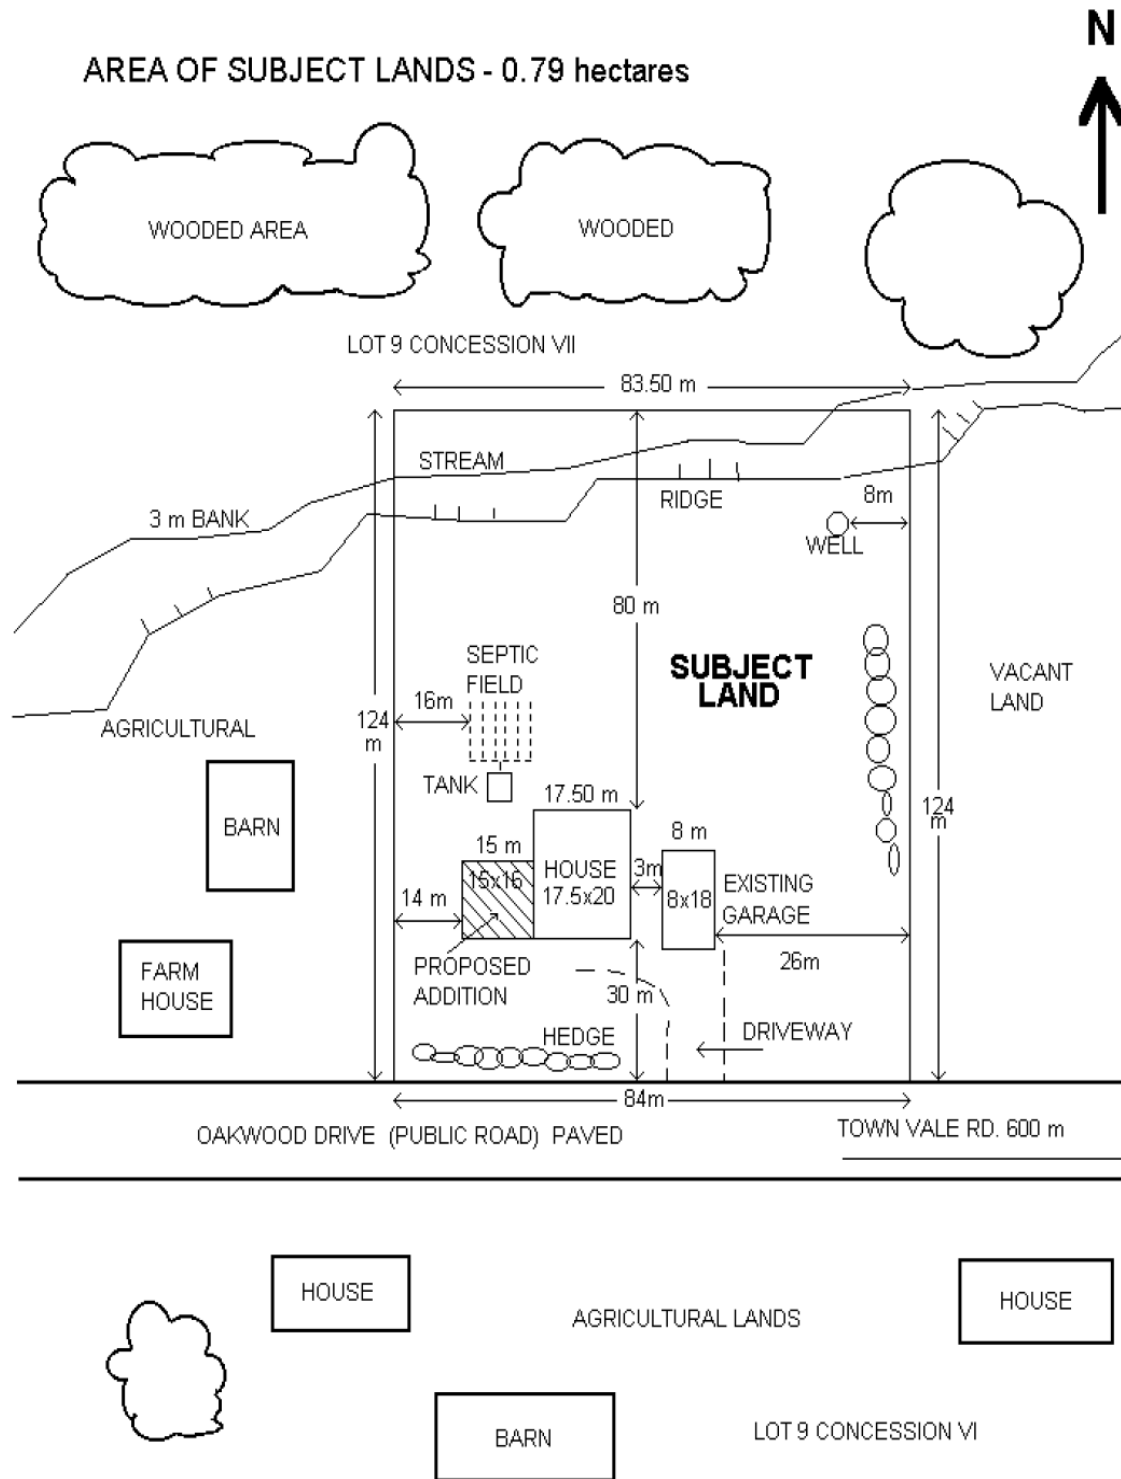 N
AREA OF SUBJECT LANDS - 0.79 hectares
WOODED AREA
WOODED
LOT 9 CONCESSION VII
83.50 m
STREAM
RIDGE
8m
3 m BANK
WELL
80 m
SEPTIC
FIELD
SUBJECT
LAND
VACANT
LAND
16m
124
m
AGRICULTURAL
TANK
17.50 m
124
m
BARN
15 m
8 m
15x16
HOUSE
17.5x20
3m
8x18
EXISTING
GARAGE
14 m
26m
PROPOSED
ADDITION
FARM
HOUSE
30 m
HEDGE
DRIVEWAY
84m
OAKWOOD DRIVE (PUBLIC ROAD) PAVED
TOWN VALE RD. 600 m
HOUSE
HOUSE
AGRICULTURAL LANDS
BARN
LOT 9 CONCESSION VI